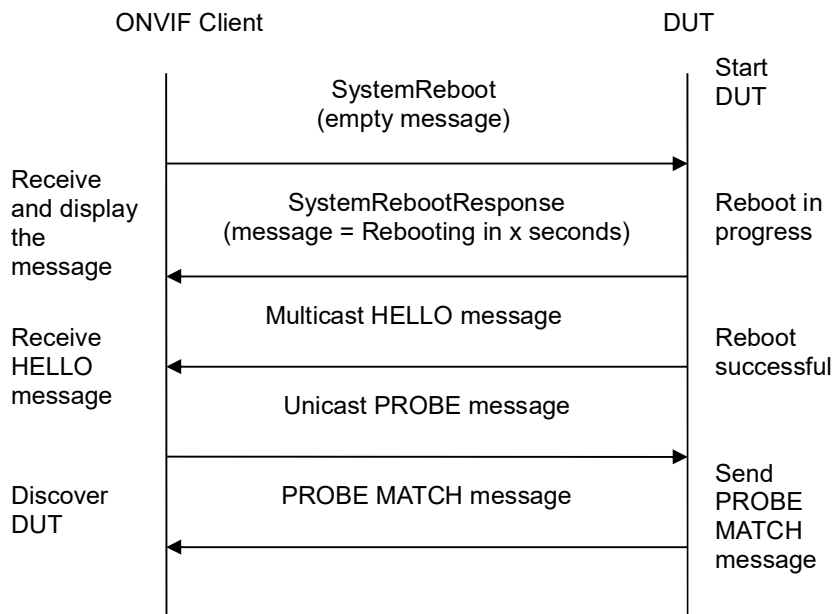 ONVIF Client
DUT
Start
DUT
SystemReboot
(empty message)
Receive
and display
the
message
SystemRebootResponse
(message = Rebooting in x seconds)
Reboot in
progress
Multicast HELLO message
Receive
HELLO
message
Reboot
successful
Unicast PROBE message
Discover
DUT
PROBE MATCH message
Send
PROBE
MATCH
message